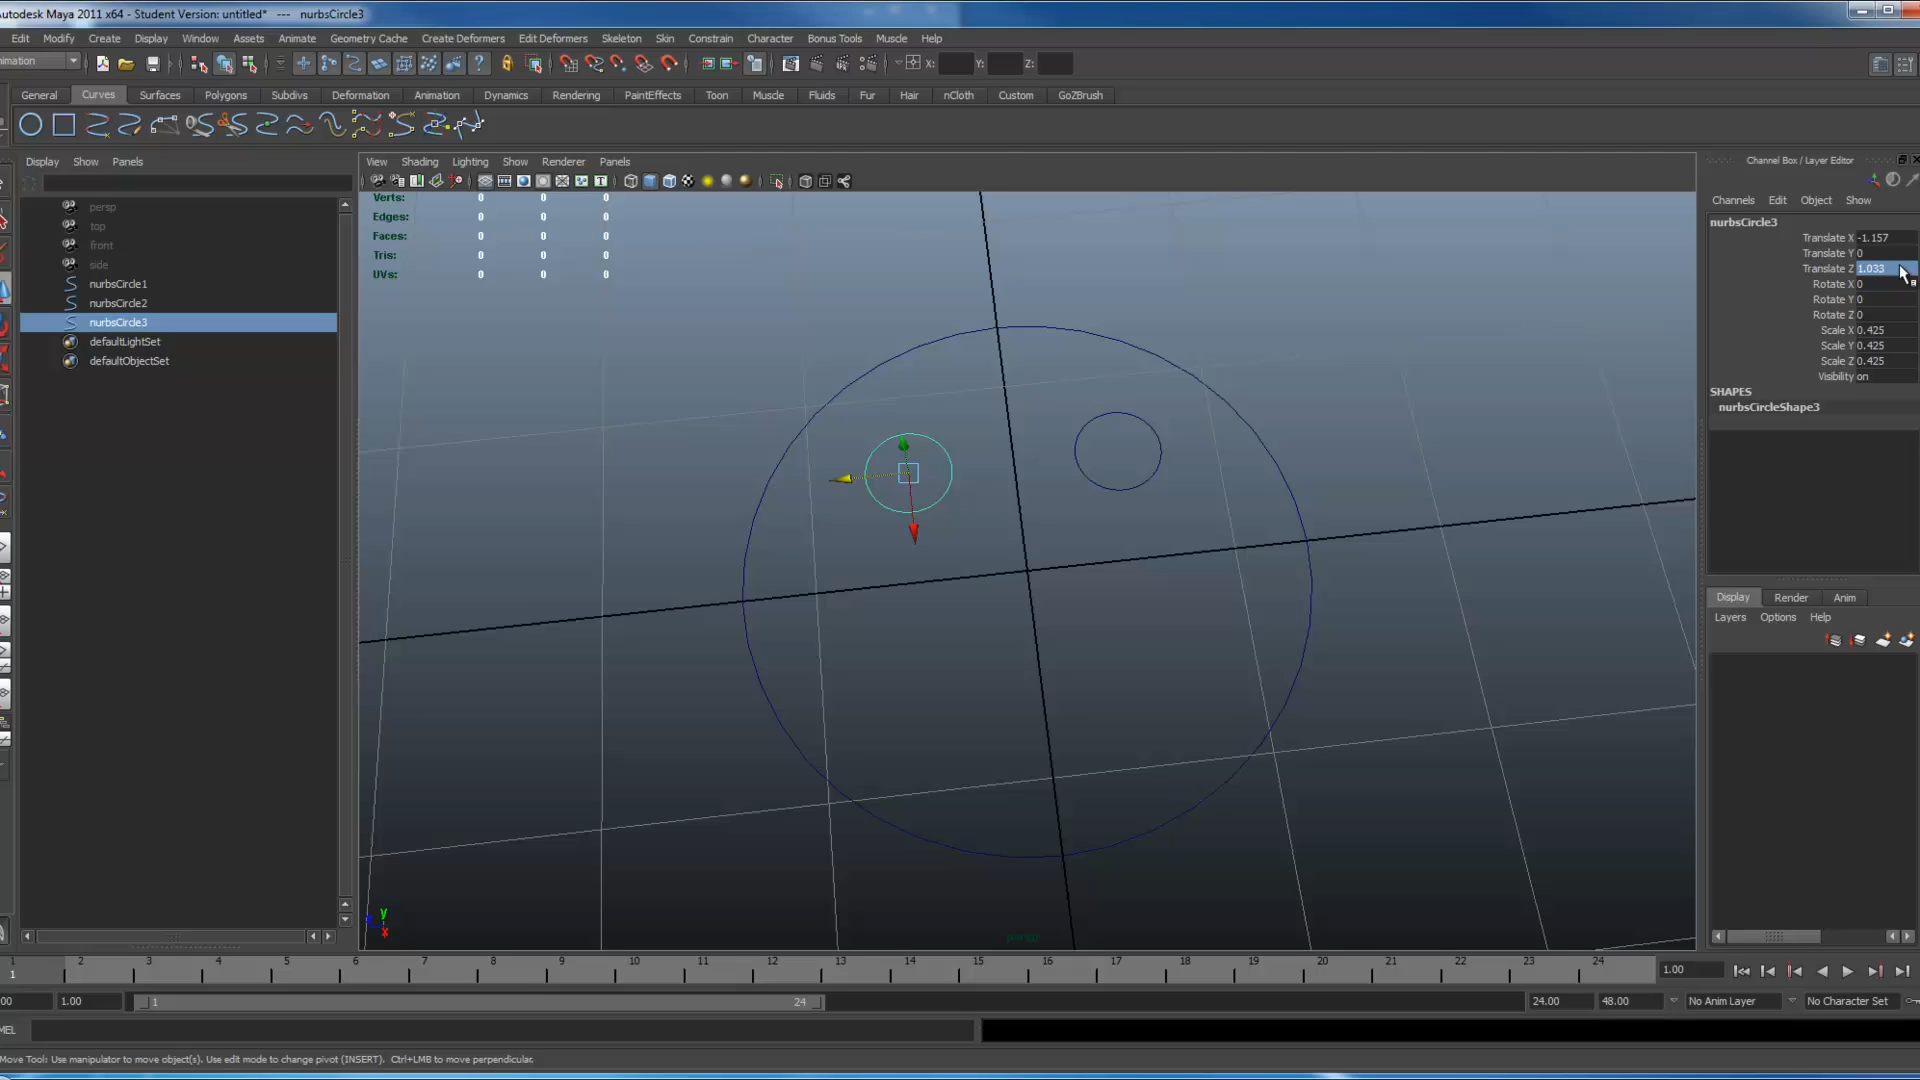 Autodesk Maya 2011 x64 - Student Version: untitled* --- nurbsCircle3
Edit Modify Create Display Window Assets Animate Geometry Cache Create Deformers Edit Deformers Skeleton Skin Constrain Character Bonus Tools Muscle Help
nimation X: Y: Z:
General Curves Surfaces Polygons Subdivs Deformation Animation Dynamics Rendering PaintEffects Toon Muscle Fluids Fur Hair nCloth Custom GoZBrush
Display Show Panels
View Shading Lighting Show Renderer Panels
Channel Box / Layer Editor
persp
top
front
side
nurbsCircle1
nurbsCircle2
nurbsCircle3
defaultLightSet
defaultObjectSet
Verts: 0 0 0
Edges: 0 0 0
Faces: 0 0 0
Tris: 0 0 0
UVs: 0 0 0
y
x
persp
Channels Edit Object Show
nurbsCircle3
Translate X -1.157
Translate Y 0
Translate Z 1.033
Rotate X 0
Rotate Y 0
Rotate Z 0
Scale X 0.425
Scale Y 0.425
Scale Z 0.425
Visibility on
SHAPES
nurbsCircleShape3
Display Render Anim
Layers Options Help
1 2 3 4 5 6 7 8 9 10 11 12 13 14 15 16 17 18 19 20 21 22 23 24
1 1.00
00 1.00 1 24 24.00 48.00 No Anim Layer No Character Set
MEL
Move Tool: Use manipulator to move object(s). Use edit mode to change pivot (INSERT). Ctrl+LMB to move perpendicular.